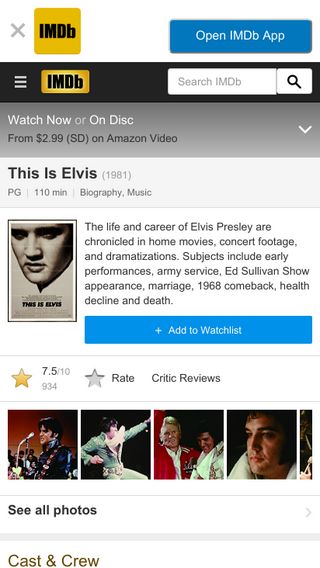 IMDb
Open IMDb App
IMDb
Search IMDb
Watch Now or On Disc
From $2.99 (SD) on Amazon Video
This Is Elvis (1981)
PG | 110 min | Biography, Music
The life and career of Elvis Presley are
chronicled in home movies, concert footage,
and dramatizations. Subjects include early
performances, army service, Ed Sullivan Show
appearance, marriage, 1968 comeback, health
decline and death.
THIS IS ELVIS
+ Add to Watchlist
7.5/10
934
Rate
Critic Reviews
See all photos
Cast & Crew